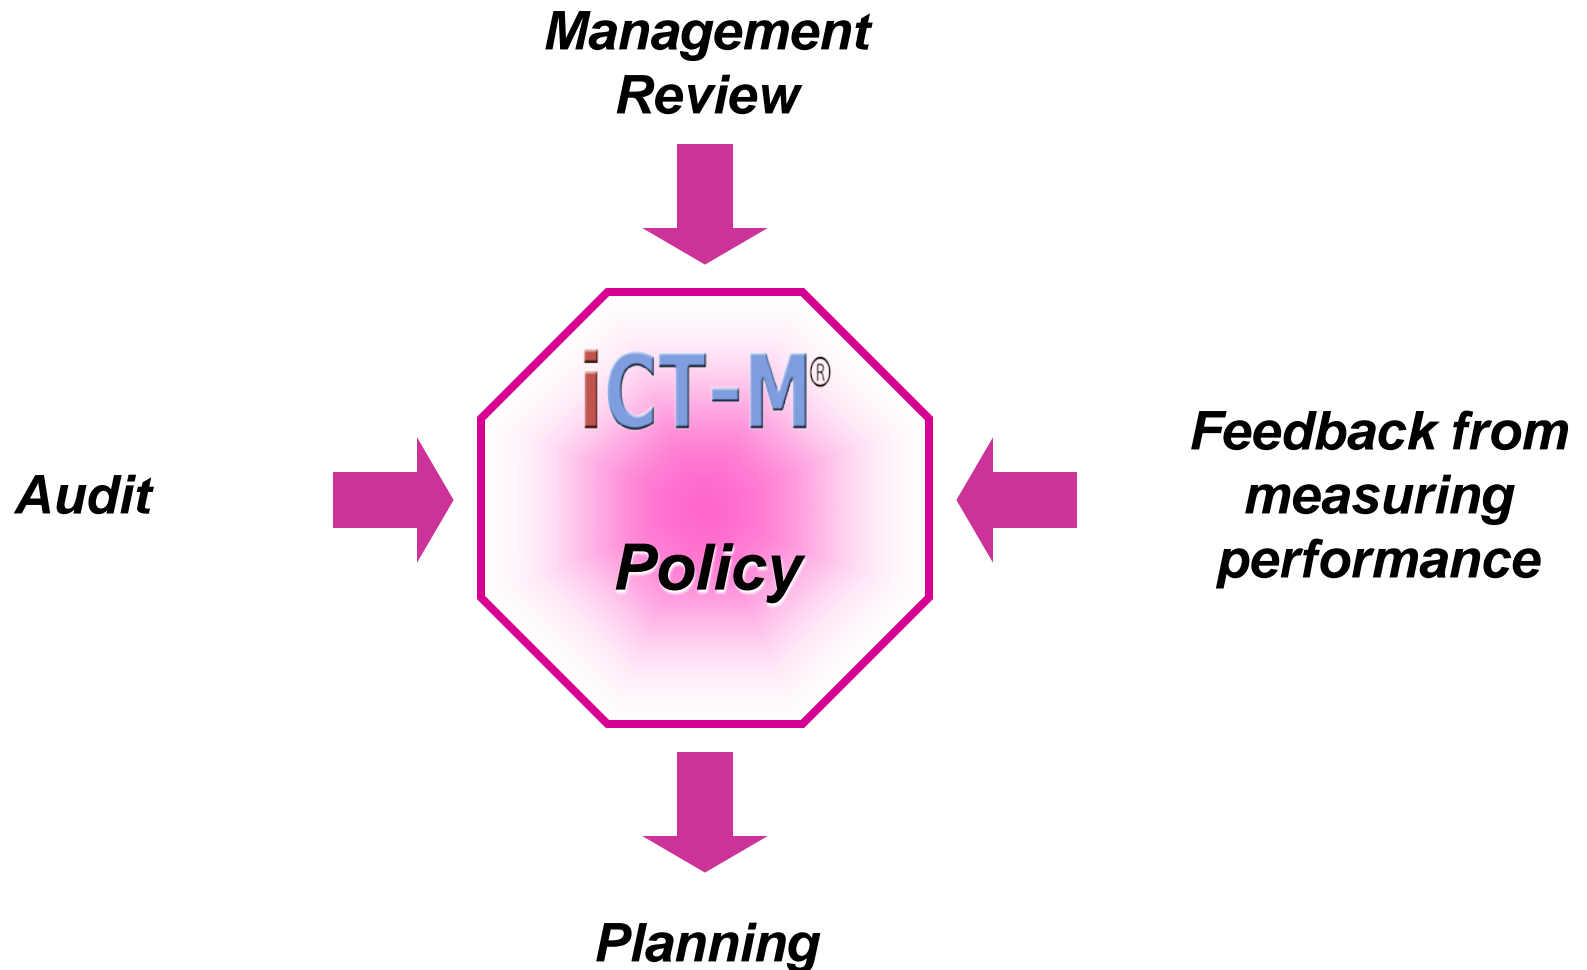 Management
Review
iCT-M®
Audit
Policy
Feedback from
measuring
performance
Planning